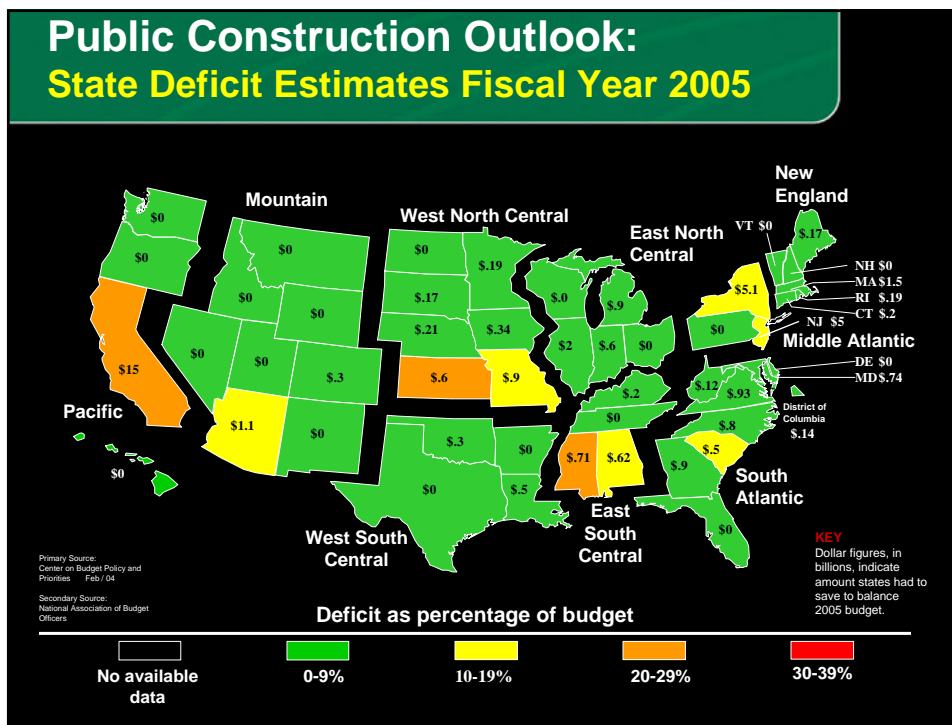 Public Construction Outlook:
State Deficit Estimates Fiscal Year 2005
New
England
Mountain
West North Central
East North
Central
VT $0
$.17
$0
$0
$0
$0
$.19
NH $0
MA $1.5
RI $.19
CT $.2
NJ $5
Middle Atlantic
$0
$0
$.17
$.0
$.9
$5.1
$0
$.21
$.34
$0
$2
$.6
$0
DE $0
MD $.74
$15
$0
$0
$.3
$.6
$.9
$.12
$.93
$.2
District of
Columbia
$.14
Pacific
$1.1
$0
$.3
$0
$0
$.8
$.5
$0
$0
$.5
$.71
$.62
$.9
South
Atlantic
$0
West South
Central
East
South
Central
KEY
Dollar figures, in
billions, indicate
amount states had to
save to balance
2005 budget.
Primary Source:
Center on Budget Policy and
Priorities Feb / 04
Secondary Source:
National Association of Budget
Officers
Deficit as percentage of budget
No available
data
0-9%
10-19%
20-29%
30-39%